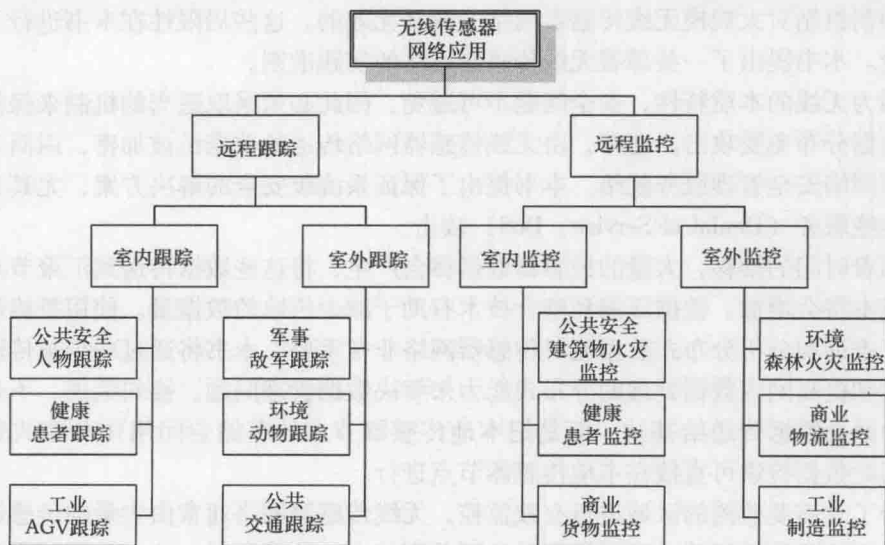 无线传感器
网络应用
远程跟踪
远程监控
室内跟踪
室外跟踪
室内监控
室外监控
公共安全
人物跟踪
军事
敌军跟踪
公共安全
建筑物火灾
监控
环境
森林火灾监控
健康
患者跟踪
环境
动物跟踪
健康
患者监控
商业
物流监控
工业
AGV跟踪
公共
交通跟踪
商业
货物监控
工业
制造监控